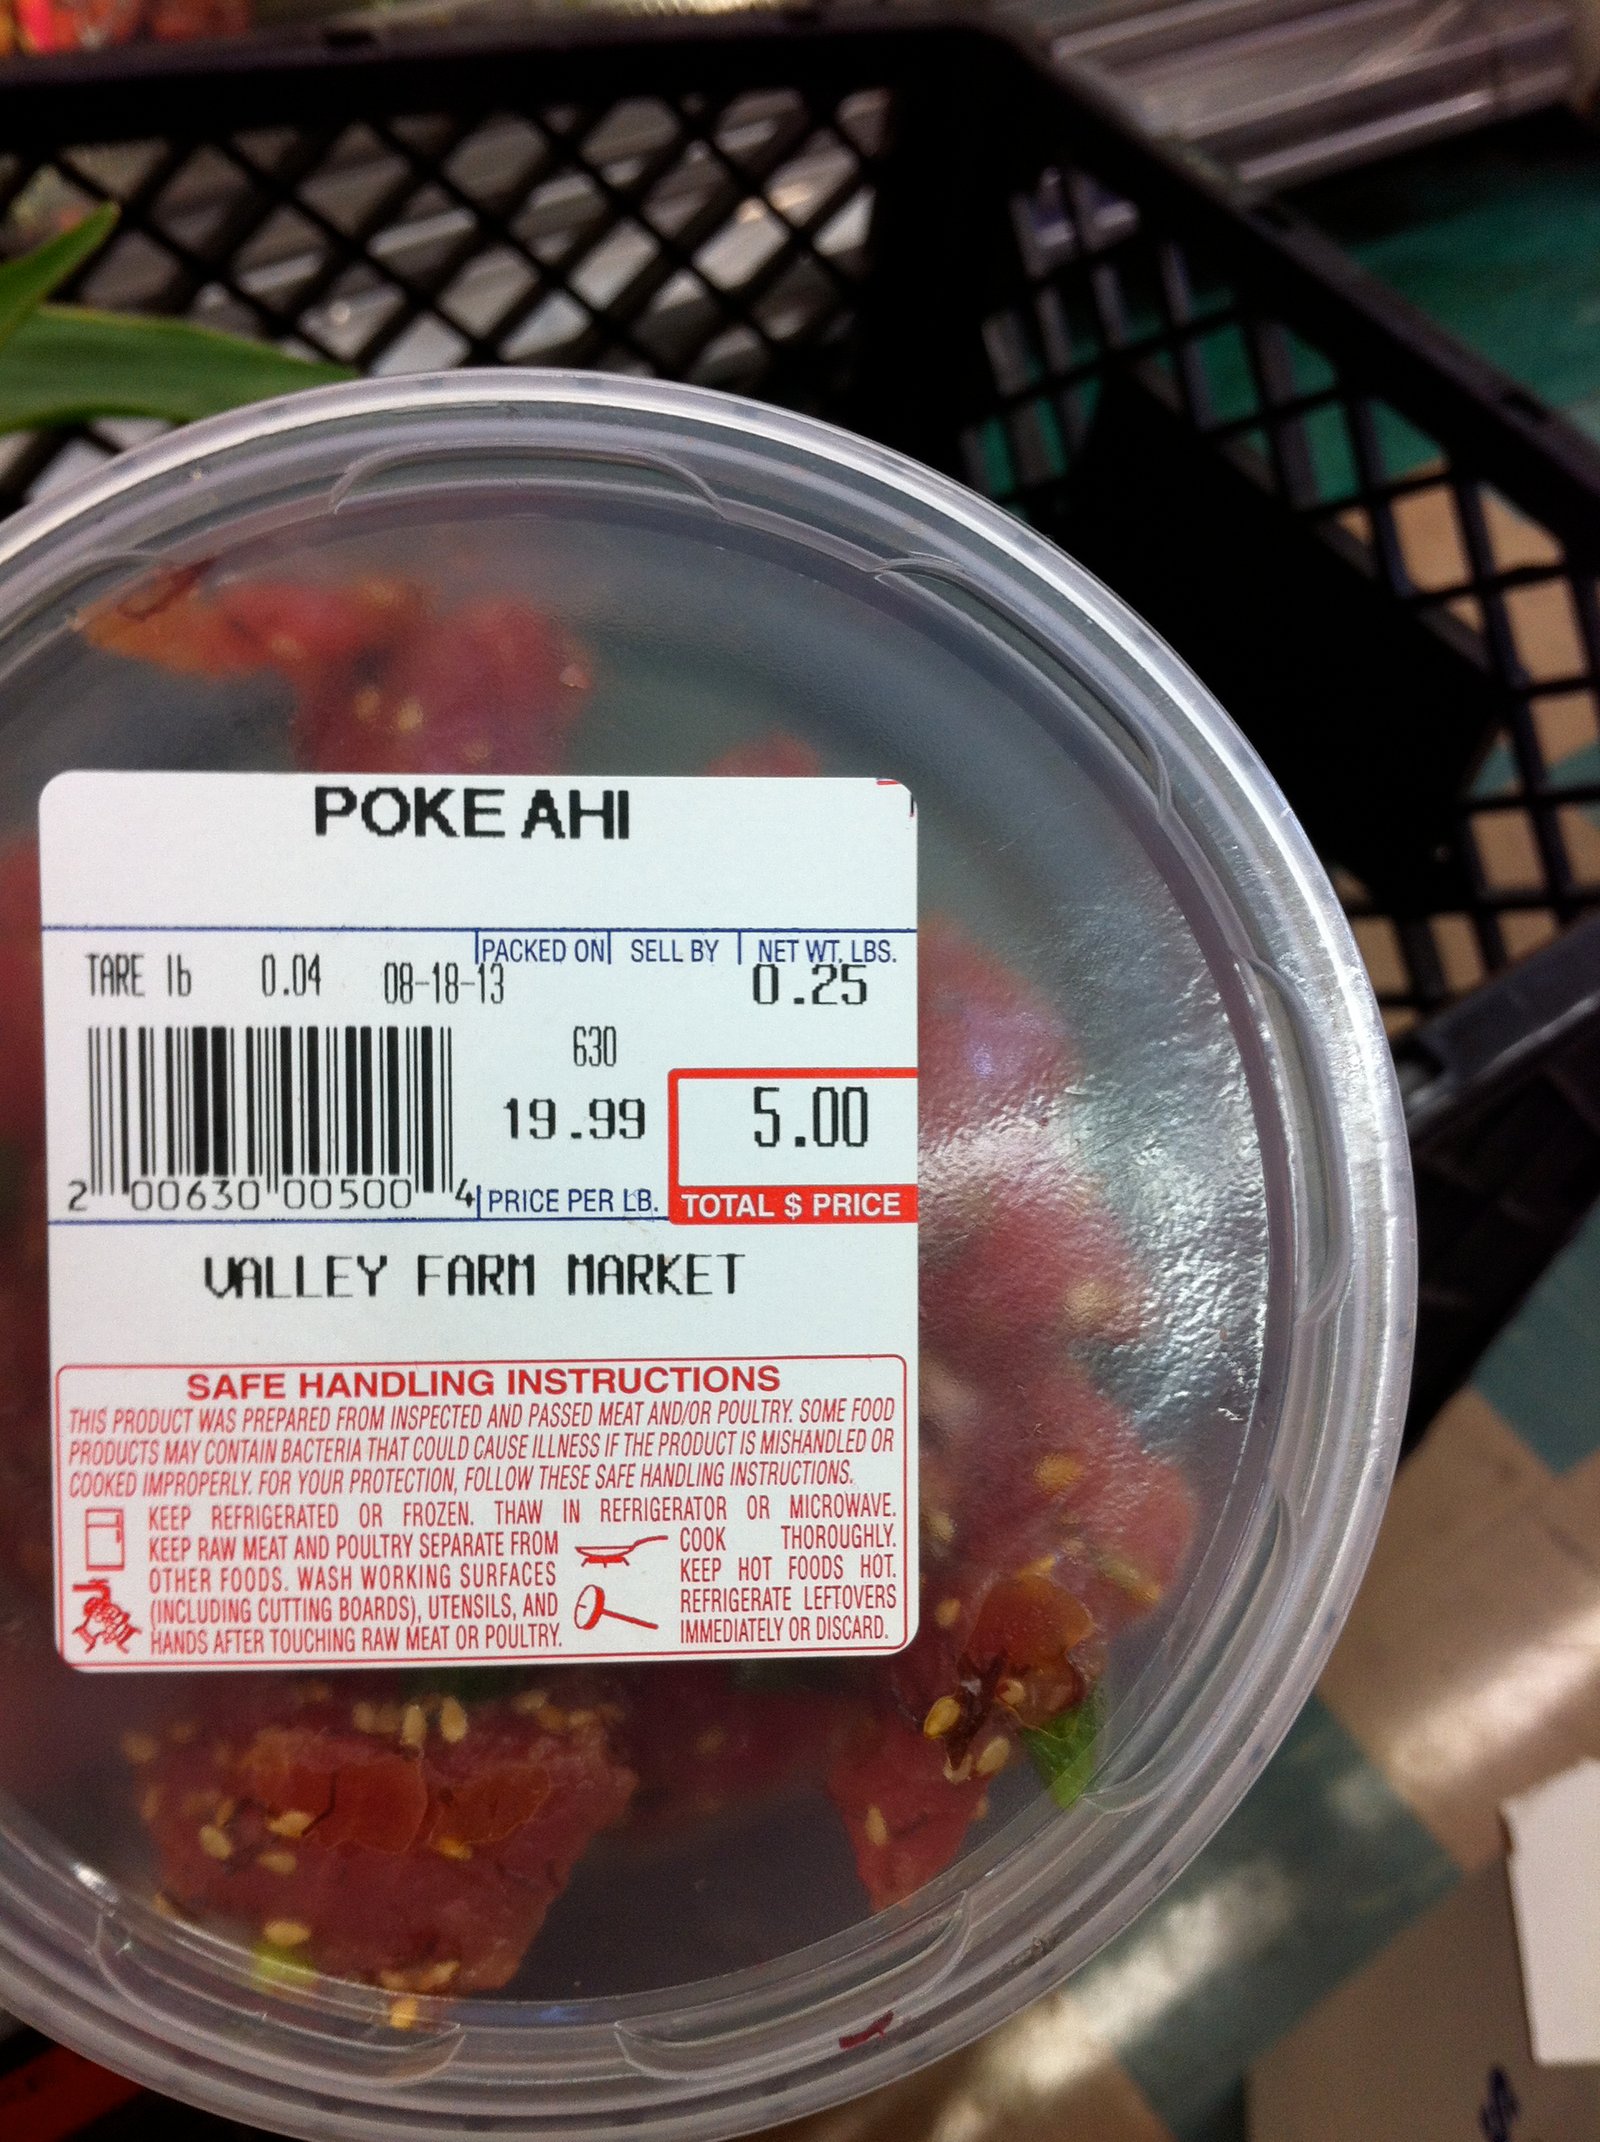 POKE AHI
PACKED ON SELL BY NET WT. LBS.
TARE lb 0.04 08-18-13 0.25
630
19.99 5.00
2 00630 00500 4 PRICE PER LB. TOTAL $ PRICE
VALLEY FARM MARKET
SAFE HANDLING INSTRUCTIONS
THIS PRODUCT WAS PREPARED FROM INSPECTED AND PASSED MEAT AND/OR POULTRY. SOME FOOD
PRODUCTS MAY CONTAIN BACTERIA THAT COULD CAUSE ILLNESS IF THE PRODUCT IS MISHANDLED OR
COOKED IMPROPERLY. FOR YOUR PROTECTION, FOLLOW THESE SAFE HANDLING INSTRUCTIONS.
KEEP REFRIGERATED OR FROZEN. THAW IN REFRIGERATOR OR MICROWAVE.
KEEP RAW MEAT AND POULTRY SEPARATE FROM
OTHER FOODS. WASH WORKING SURFACES
(INCLUDING CUTTING BOARDS), UTENSILS, AND
HANDS AFTER TOUCHING RAW MEAT OR POULTRY.
COOK THOROUGHLY.
KEEP HOT FOODS HOT.
REFRIGERATE LEFTOVERS
IMMEDIATELY OR DISCARD.